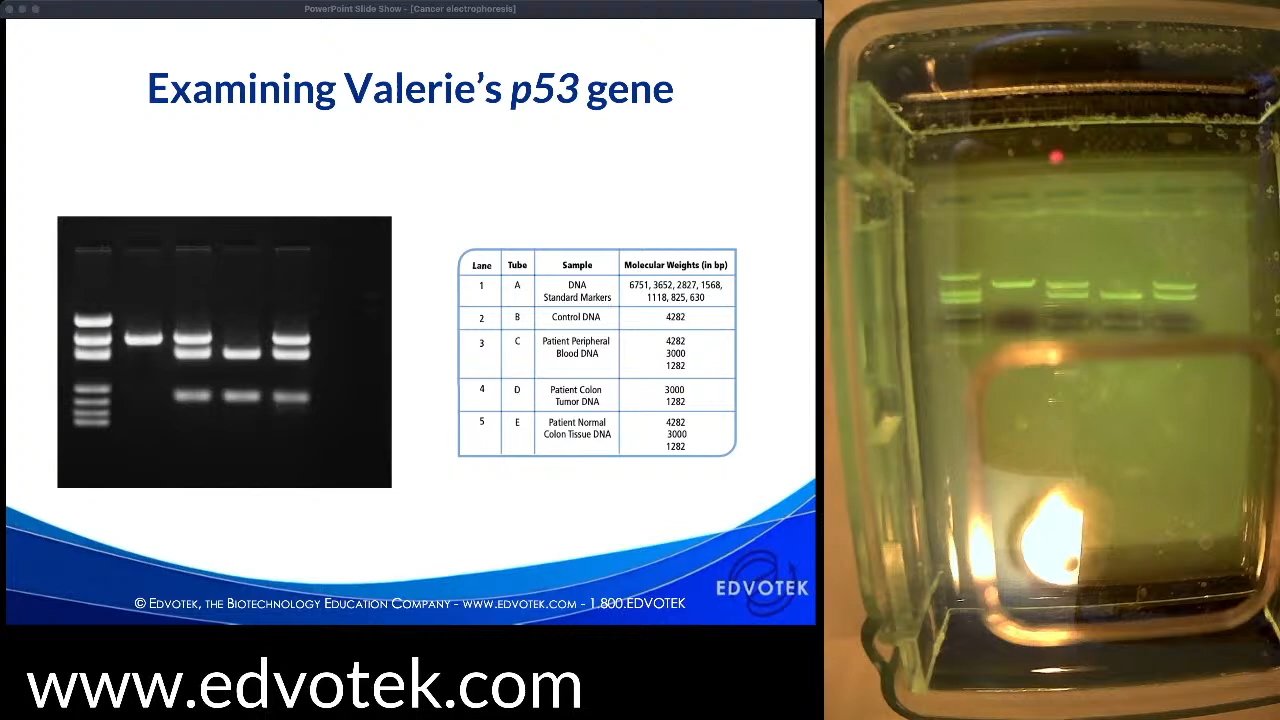 PowerPoint Slide Show - [Cancer electrophoresis]
Examining Valerie's p53 gene
Lane Tube Sample Molecular Weights (in bp)
1 A DNA Standard Markers 6751, 3652, 2827, 1568, 1118, 825, 630
2 B Control DNA 4282
3 C Patient Peripheral Blood DNA 4282 3000 1282
4 D Patient Colon Tumor DNA 3000 1282
5 E Patient Normal Colon Tissue DNA 4282 3000 1282
EDVOTEK
© EDVOTEK, THE BIOTECHNOLOGY EDUCATION COMPANY - WWW.EDVOTEK.COM - 1.800.EDVOTEK
www.edvotek.com